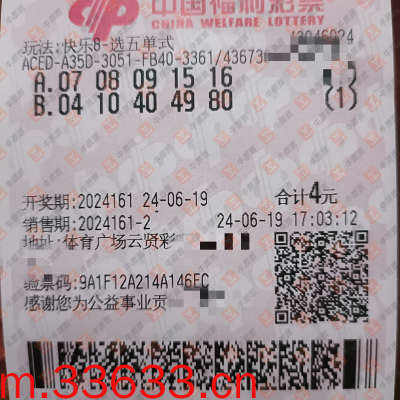 中国福利彩票
CHINA WELFARE LOTTERY
玩法:快乐8-选五单式
ACED-A35D-3051-FB40-3361/43673
A.07 08 09 15 16
B.04 10 40 49 80 (1)
开奖期:2024161 24-06-19 合计4元
销售期:2024161-2 24-06-19 17:03:12
地址:体育广场云贤彩
验票码:9A1F12A214A146FC
感谢您为公益事业贡
m.33633.cn